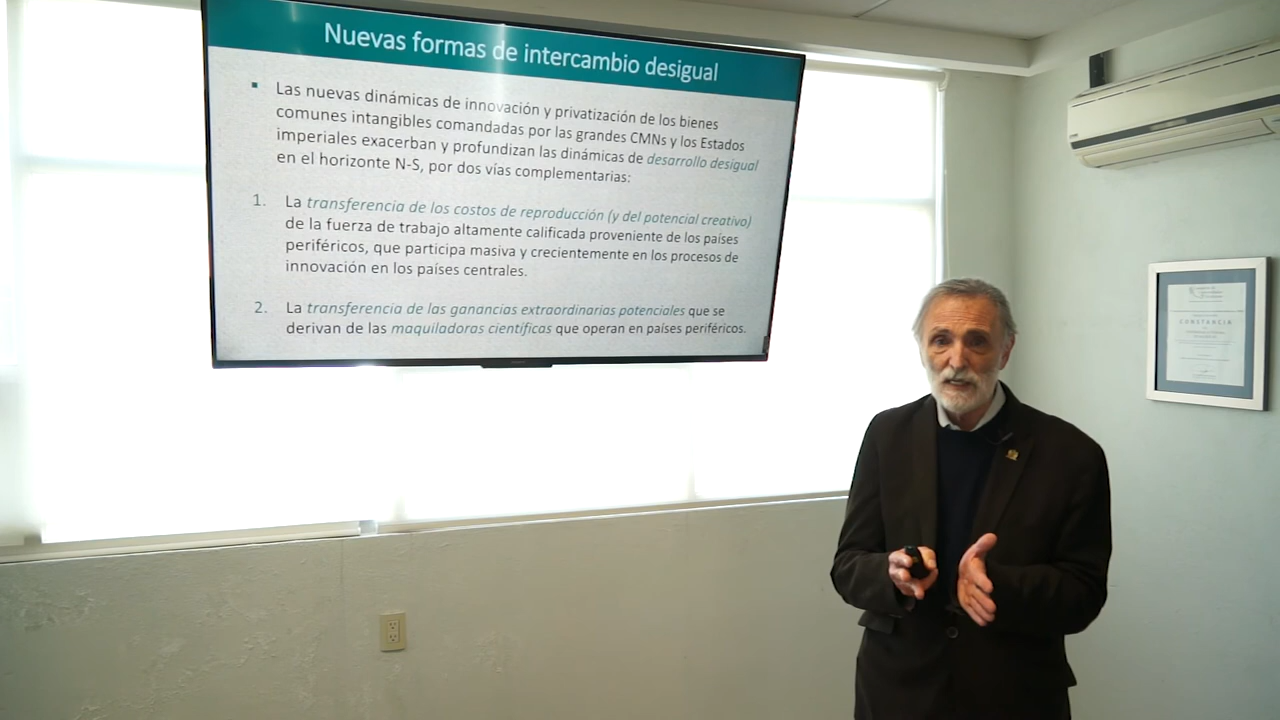 Nuevas formas de intercambio desigual
▪ Las nuevas dinámicas de innovación y privatización de los bienes
comunes intangibles comandadas por las grandes CMNs y los Estados
imperiales exacerban y profundizan las dinámicas de desarrollo desigual
en el horizonte N-S, por dos vías complementarias:
1. La transferencia de los costos de reproducción (y del potencial creativo)
de la fuerza de trabajo altamente calificada proveniente de los países
periféricos, que participa masiva y crecientemente en los procesos de
innovación en los países centrales.
2. La transferencia de las ganancias extraordinarias potenciales que se
derivan de las maquiladoras científicas que operan en países periféricos.
CONSTANCIA